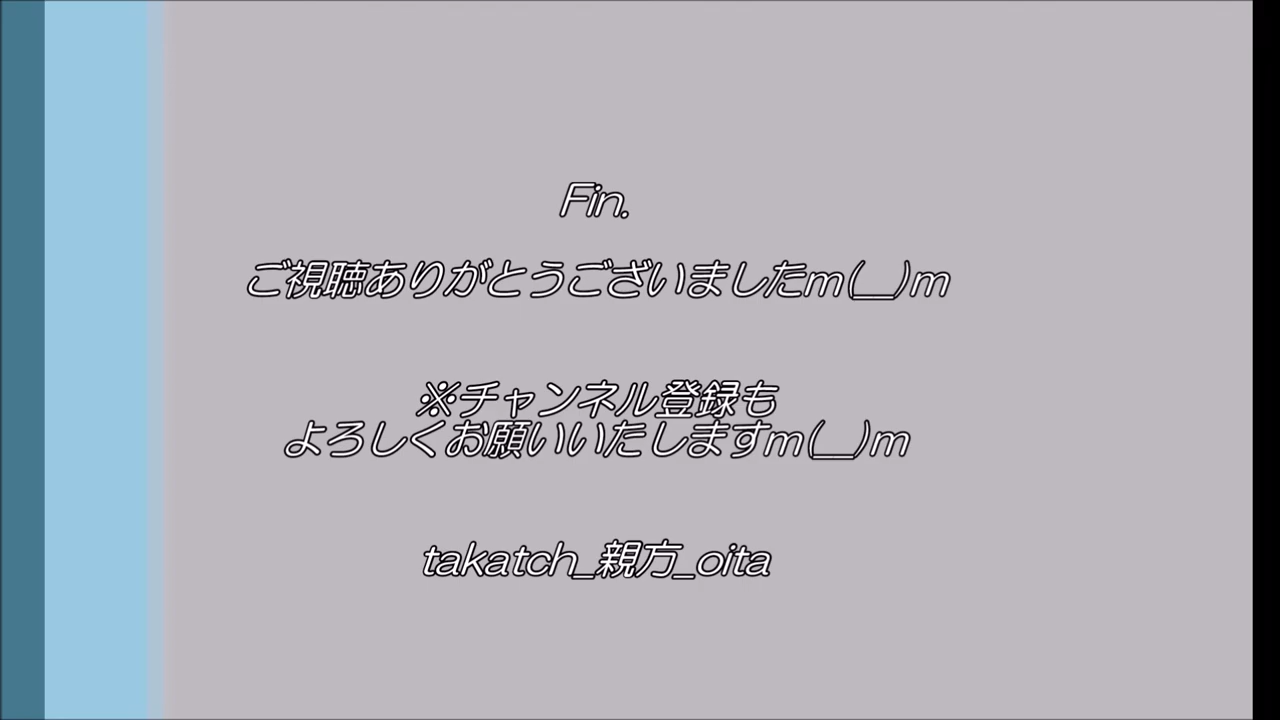 Fin.
ご視聴ありがとうございましたm(__)m
※チャンネル登録も
よろしくお願いいたしますm(__)m
takatch_親方_oita